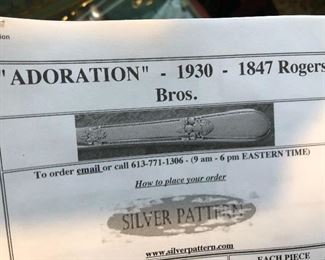 "ADORATION" - 1930 - 1847 Rogers
Bros.
To order email or call 613-771-1306 - (9 am - 6 pm EASTERN TIME)
How to place your order
SILVER PATTERN
www.silverpattern.com
EACH PIECE